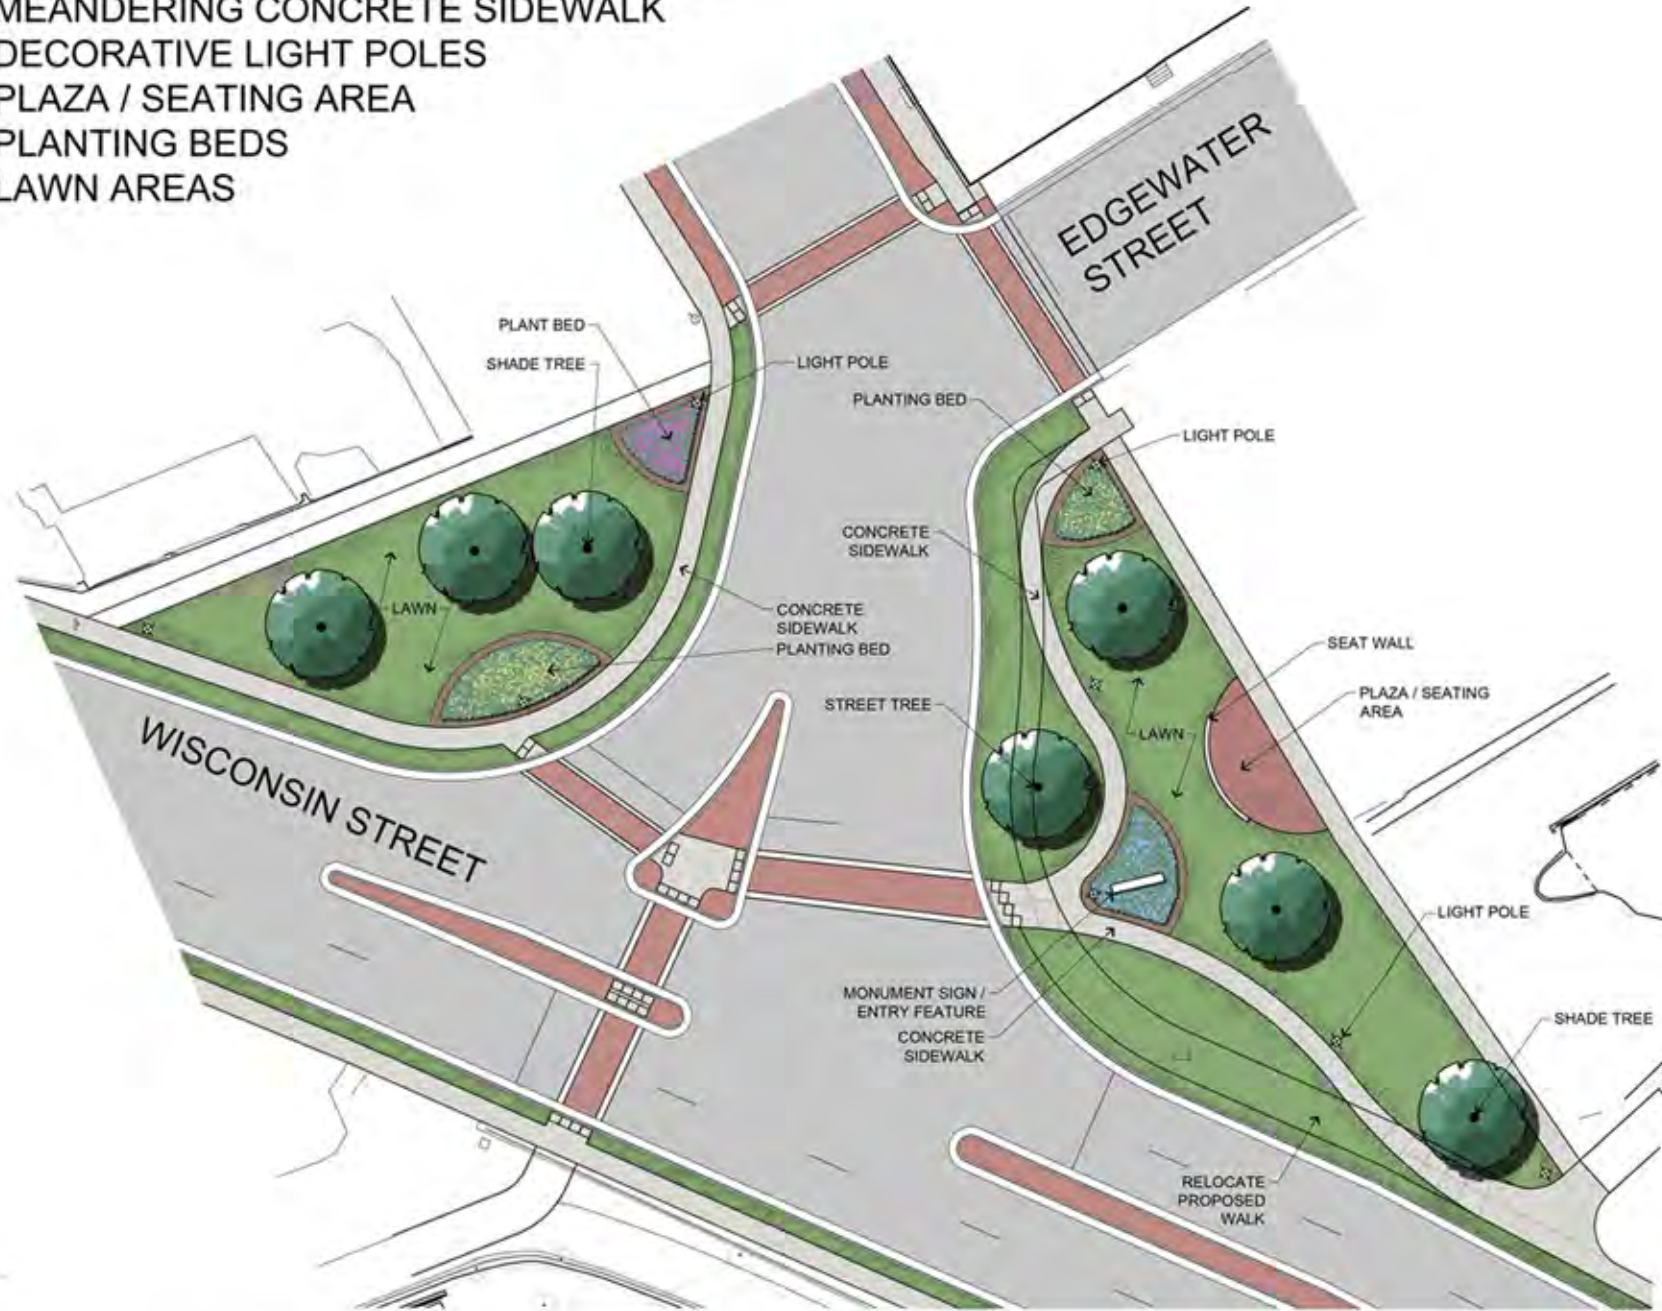 MEANDERING CONCRETE SIDEWALK
DECORATIVE LIGHT POLES
PLAZA / SEATING AREA
PLANTING BEDS
LAWN AREAS
EDGEWATER
STREET
PLANT BED
SHADE TREE
LIGHT POLE
PLANTING BED
LIGHT POLE
CONCRETE
SIDEWALK
LAWN
CONCRETE
SIDEWALK
PLANTING BED
SEAT WALL
PLAZA / SEATING
AREA
STREET TREE
LAWN
WISCONSIN STREET
LIGHT POLE
MONUMENT SIGN /
ENTRY FEATURE
CONCRETE
SIDEWALK
SHADE TREE
RELOCATE
PROPOSED
WALK